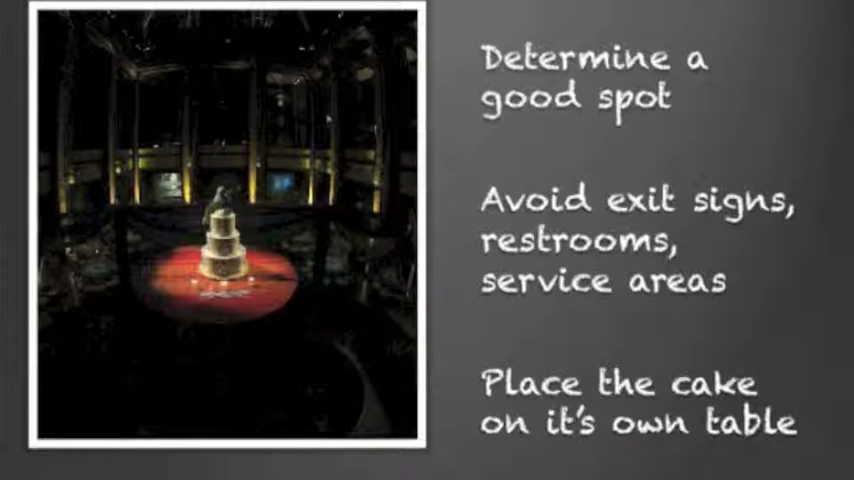 Determine a
good spot
Avoid exit signs,
restrooms,
service areas
Place the cake
on it's own table